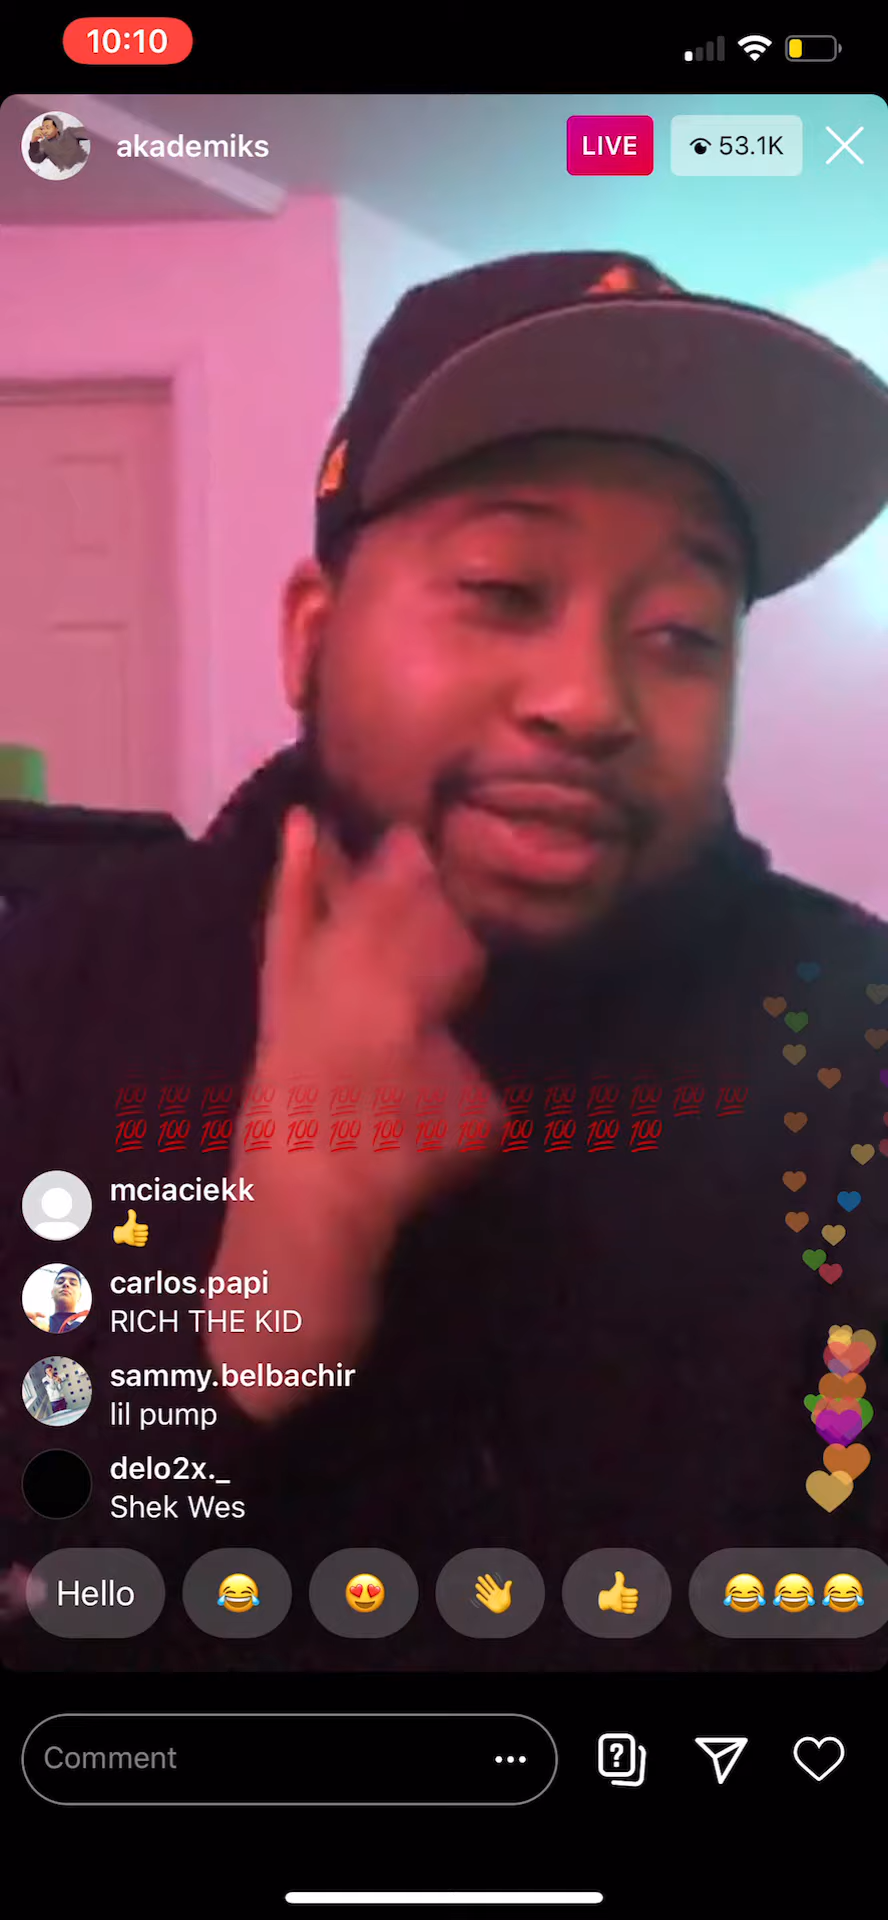 10:10
akademiks
LIVE
53.1K
💯💯💯💯💯💯💯💯💯💯💯💯💯💯💯
💯💯💯💯💯💯💯💯💯💯💯💯💯
mciaciekk
👍
carlos.papi
RICH THE KID
sammy.belbachir
lil pump
delo2x._
Shek Wes
Hello 😂 😍 👋 👍 😂😂😂
Comment